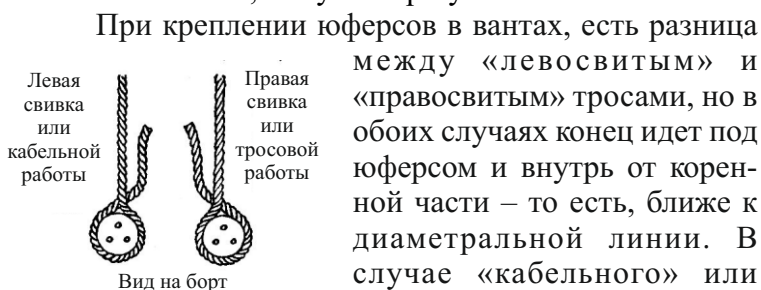 При креплении юферсов в вантах, есть разница
между «левосвитым» и
«правосвитым» тросами, но в
обоих случаях конец идет под
юферсом и внутрь от корен-
ной части – то есть, ближе к
диаметральной линии. В
случае «кабельного» или
Левая
свивка
или
кабельной
работы
Правая
свивка
или
тросовой
работы
Вид на борт